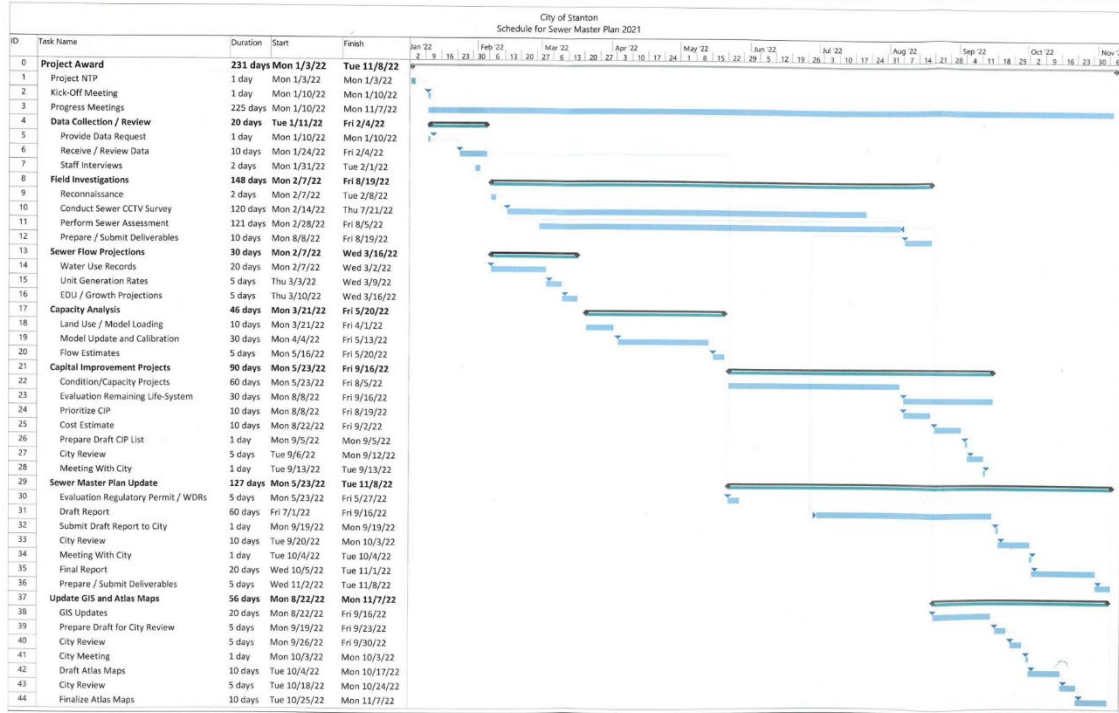 City of Stanton
Schedule for Sewer Master Plan 2021
ID Task Name Duration Start Finish Jan '22 Feb '22 Mar '22 Apr '22 May '22 Jun '22 Jul '22 Aug '22 Sep '22 Oct '22 Nov '
2 9 16 23 30 6 13 20 27 6 13 20 27 3 10 17 24 1 8 15 22 29 5 12 19 26 3 10 17 24 31 7 14 21 28 4 11 18 25 2 9 16 23 30 6
0 Project Award 231 days Mon 1/3/22 Tue 11/8/22
1 Project NTP 1 day Mon 1/3/22 Mon 1/3/22
2 Kick-Off Meeting 1 day Mon 1/10/22 Mon 1/10/22
3 Progress Meetings 225 days Mon 1/10/22 Mon 11/7/22
4 Data Collection / Review 20 days Tue 1/11/22 Fri 2/4/22
5 Provide Data Request 1 day Mon 1/10/22 Mon 1/10/22
6 Receive / Review Data 10 days Mon 1/24/22 Fri 2/4/22
7 Staff Interviews 2 days Mon 1/31/22 Tue 2/1/22
8 Field Investigations 148 days Mon 2/7/22 Fri 8/19/22
9 Reconnaissance 2 days Mon 2/7/22 Tue 2/8/22
10 Conduct Sewer CCTV Survey 120 days Mon 2/14/22 Thu 7/21/22
11 Perform Sewer Assessment 121 days Mon 2/28/22 Fri 8/5/22
12 Prepare / Submit Deliverables 10 days Mon 8/8/22 Fri 8/19/22
13 Sewer Flow Projections 30 days Mon 2/7/22 Wed 3/16/22
14 Water Use Records 20 days Mon 2/7/22 Wed 3/2/22
15 Unit Generation Rates 5 days Thu 3/3/22 Wed 3/9/22
16 EDU / Growth Projections 5 days Thu 3/10/22 Wed 3/16/22
17 Capacity Analysis 46 days Mon 3/21/22 Fri 5/20/22
18 Land Use / Model Loading 10 days Mon 3/21/22 Fri 4/1/22
19 Model Update and Calibration 30 days Mon 4/4/22 Fri 5/13/22
20 Flow Estimates 5 days Mon 5/16/22 Fri 5/20/22
21 Capital Improvement Projects 90 days Mon 5/23/22 Fri 9/16/22
22 Condition/Capacity Projects 60 days Mon 5/23/22 Fri 8/5/22
23 Evaluation Remaining Life-System 30 days Mon 8/8/22 Fri 9/16/22
24 Prioritize CIP 10 days Mon 8/8/22 Fri 8/19/22
25 Cost Estimate 10 days Mon 8/22/22 Fri 9/2/22
26 Prepare Draft CIP List 1 day Mon 9/5/22 Mon 9/5/22
27 City Review 5 days Tue 9/6/22 Mon 9/12/22
28 Meeting With City 1 day Tue 9/13/22 Tue 9/13/22
29 Sewer Master Plan Update 127 days Mon 5/23/22 Tue 11/8/22
30 Evaluation Regulatory Permit / WDRs 5 days Mon 5/23/22 Fri 5/27/22
31 Draft Report 60 days Fri 7/1/22 Fri 9/16/22
32 Submit Draft Report to City 1 day Mon 9/19/22 Mon 9/19/22
33 City Review 10 days Tue 9/20/22 Mon 10/3/22
34 Meeting With City 1 day Tue 10/4/22 Tue 10/4/22
35 Final Report 20 days Wed 10/5/22 Tue 11/1/22
36 Prepare / Submit Deliverables 5 days Wed 11/2/22 Tue 11/8/22
37 Update GIS and Atlas Maps 56 days Mon 8/22/22 Mon 11/7/22
38 GIS Updates 20 days Mon 8/22/22 Fri 9/16/22
39 Prepare Draft for City Review 5 days Mon 9/19/22 Fri 9/23/22
40 City Review 5 days Mon 9/26/22 Fri 9/30/22
41 City Meeting 1 day Mon 10/3/22 Mon 10/3/22
42 Draft Atlas Maps 10 days Tue 10/4/22 Mon 10/17/22
43 City Review 5 days Tue 10/18/22 Mon 10/24/22
44 Finalize Atlas Maps 10 days Tue 10/25/22 Mon 11/7/22